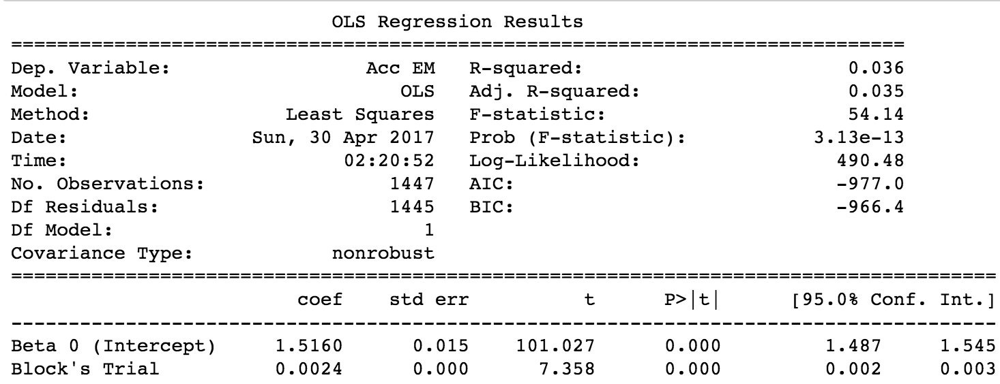 OLS Regression Results
==============================================================================
Dep. Variable: Acc EM R-squared: 0.036
Model: OLS Adj. R-squared: 0.035
Method: Least Squares F-statistic: 54.14
Date: Sun, 30 Apr 2017 Prob (F-statistic): 3.13e-13
Time: 02:20:52 Log-Likelihood: 490.48
No. Observations: 1447 AIC: -977.0
Df Residuals: 1445 BIC: -966.4
Df Model: 1
Covariance Type: nonrobust
======================================================================================
coef std err t P>|t| [95.0% Conf. Int.]
--------------------------------------------------------------------------------------
Beta 0 (Intercept) 1.5160 0.015 101.027 0.000 1.487 1.545
Block's Trial 0.0024 0.000 7.358 0.000 0.002 0.003